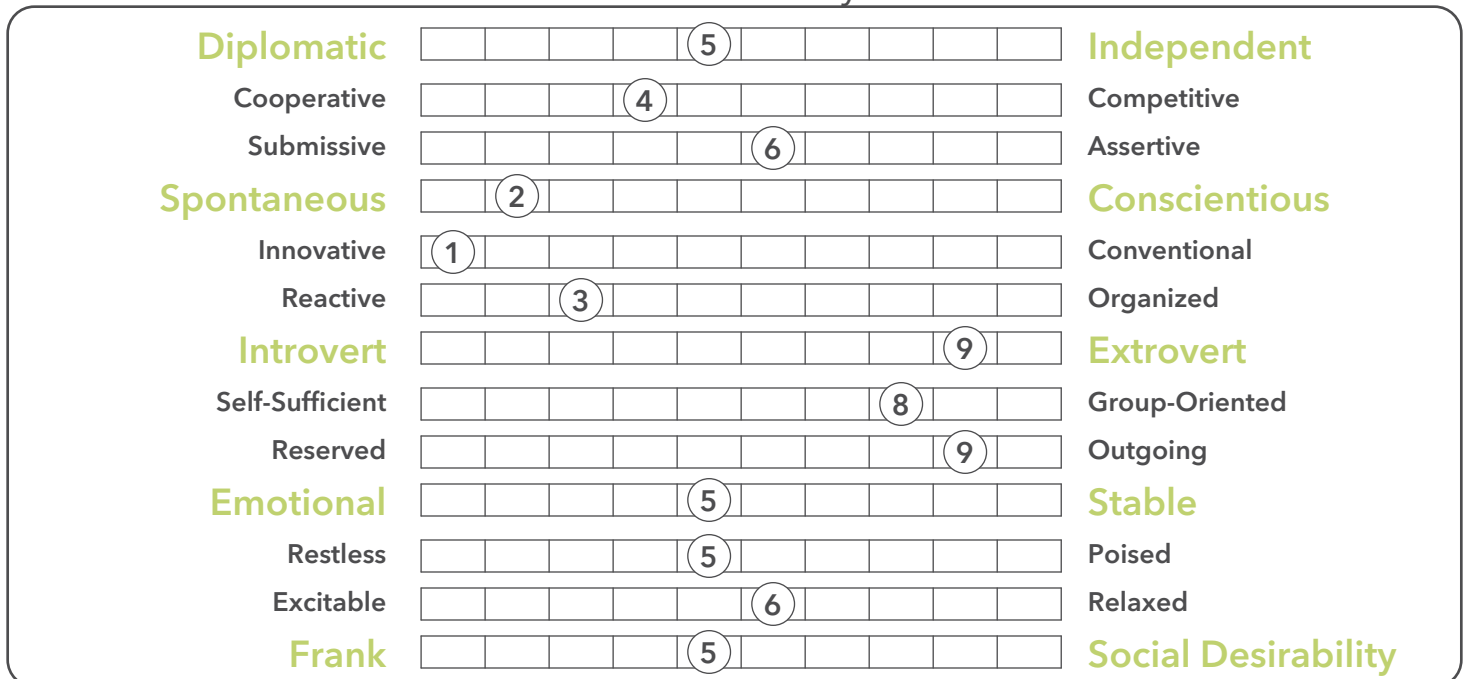 Diplomatic 5 Independent
Cooperative 4 Competitive
Submissive 6 Assertive
Spontaneous 2 Conscientious
Innovative 1 Conventional
Reactive 3 Organized
Introvert 9 Extrovert
Self-Sufficient 8 Group-Oriented
Reserved 9 Outgoing
Emotional 5 Stable
Restless 5 Poised
Excitable 6 Relaxed
Frank 5 Social Desirability